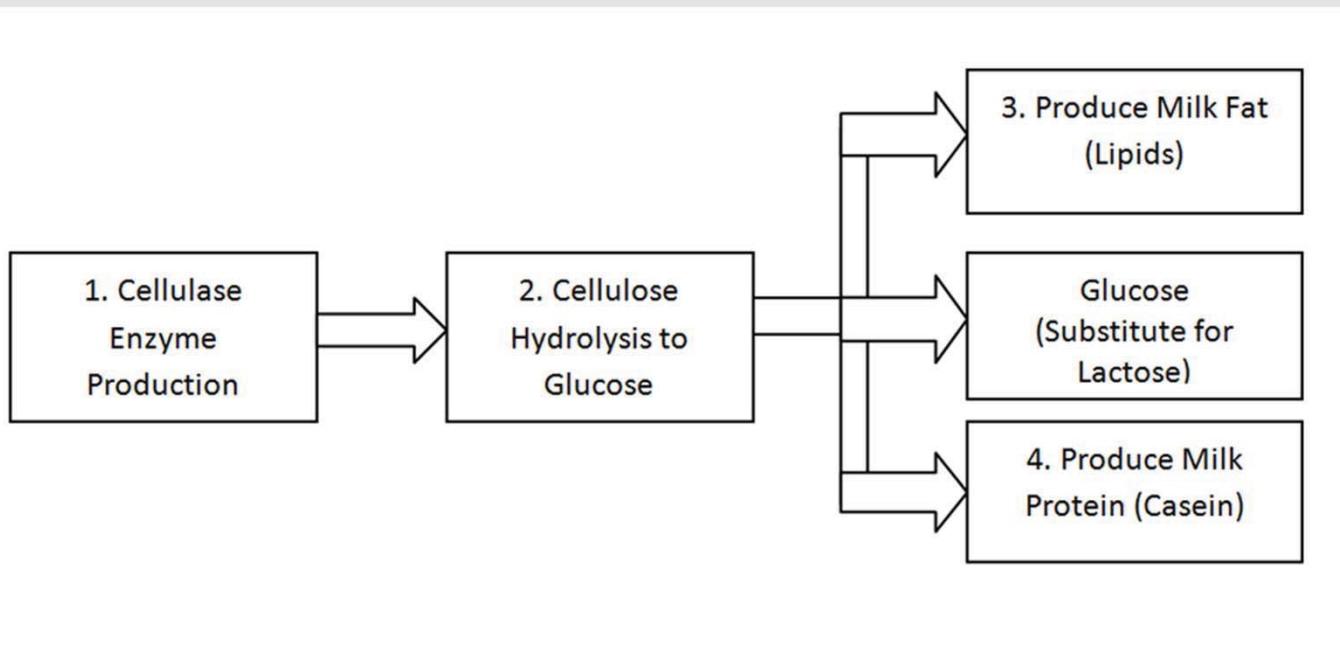 1. Cellulase
Enzyme
Production
2. Cellulose
Hydrolysis to
Glucose
3. Produce Milk Fat
(Lipids)
Glucose
(Substitute for
Lactose)
4. Produce Milk
Protein (Casein)